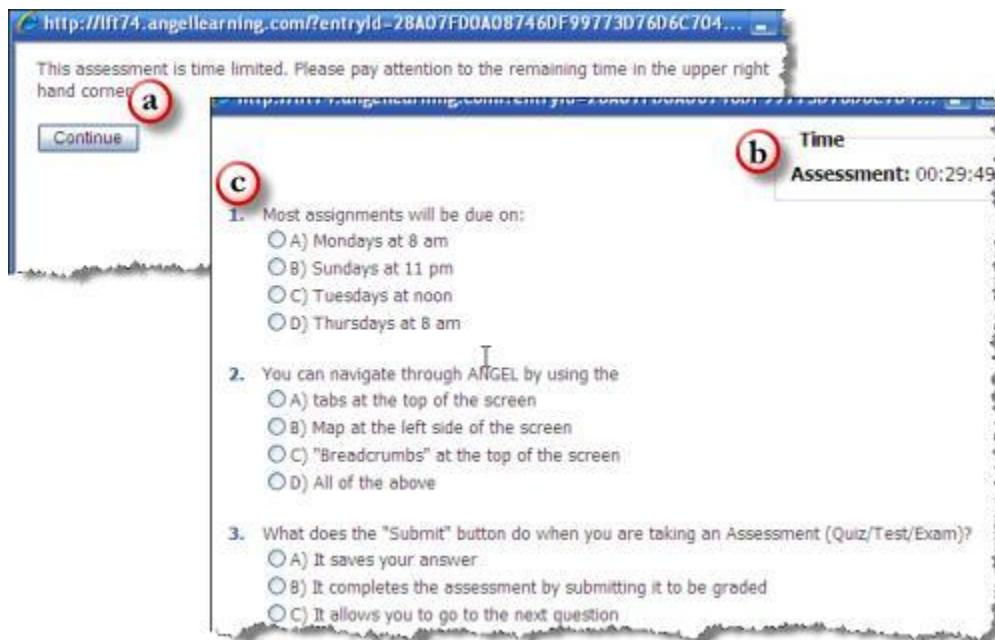 http://lft74.angellearning.com/?entryId=28A07FD0A08746DF99773D76D6C704...
This assessment is time limited. Please pay attention to the remaining time in the upper right
hand corner
a
Continue
b
Time
Assessment: 00:29:49
c
1. Most assignments will be due on:
A) Mondays at 8 am
B) Sundays at 11 pm
C) Tuesdays at noon
D) Thursdays at 8 am
2. You can navigate through ANGEL by using the
A) tabs at the top of the screen
B) Map at the left side of the screen
C) "Breadcrumbs" at the top of the screen
D) All of the above
3. What does the "Submit" button do when you are taking an Assessment (Quiz/Test/Exam)?
A) It saves your answer
B) It completes the assessment by submitting it to be graded
C) It allows you to go to the next question